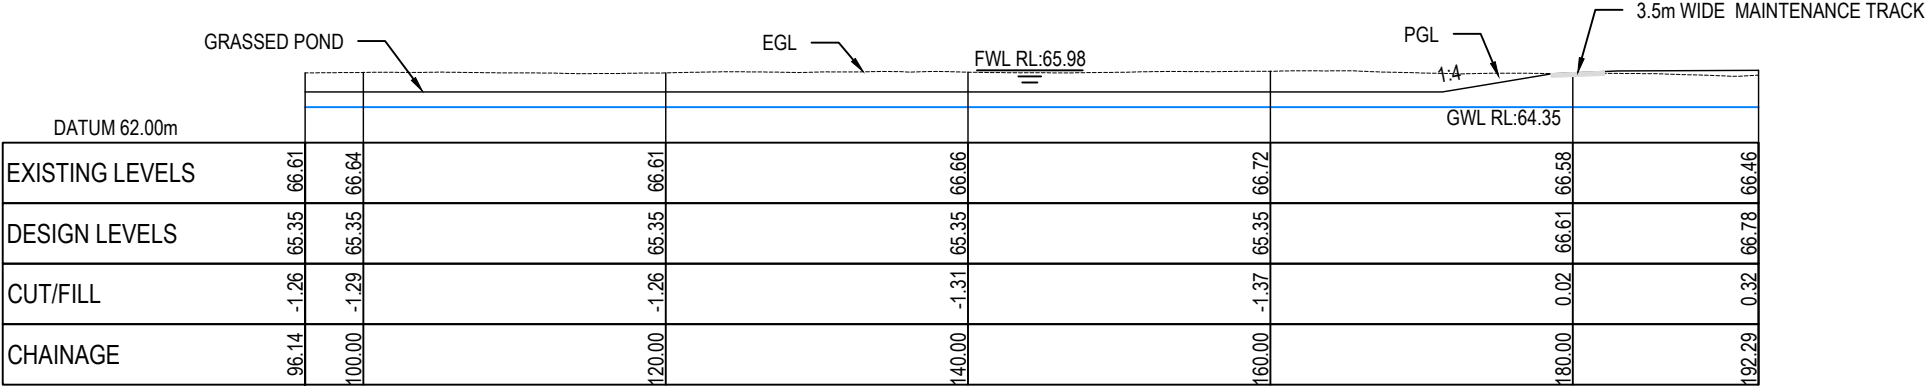 3.5m WIDE MAINTENANCE TRACK
GRASSED POND
EGL
PGL
FWL RL:65.98
1:4
GWL RL:64.35
DATUM 62.00m
EXISTING LEVELS 66.61 66.64 66.61 66.66 66.72 66.58 66.46
DESIGN LEVELS 65.35 65.35 65.35 65.35 65.35 66.61 66.78
CUT/FILL -1.26 -1.29 -1.26 -1.31 -1.37 0.02 0.32
CHAINAGE 96.14 100.00 120.00 140.00 160.00 180.00 192.29